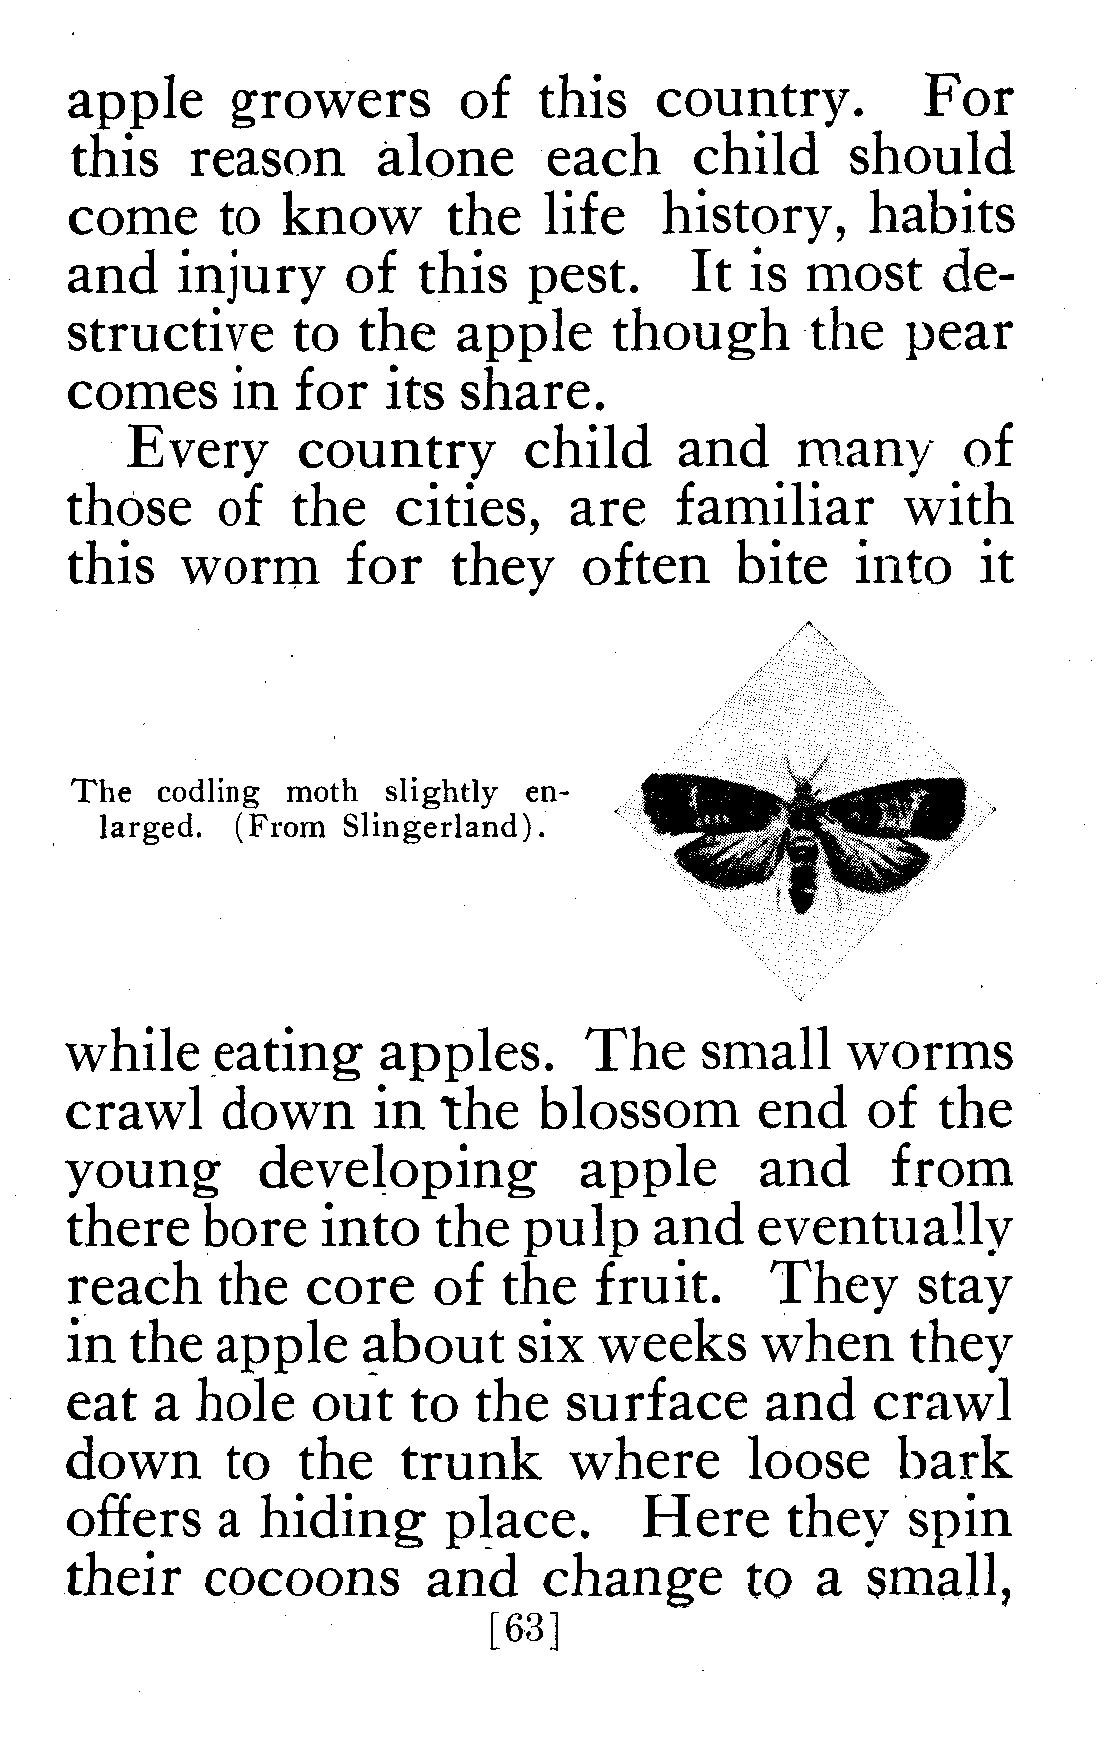 apple growers of this country. For
this reason alone each child should
come to know the life history, habits
and injury of this pest. It is most de-
structive to the apple though the pear
comes in for its share.
Every country child and many of
those of the cities, are familiar with
this worm for they often bite into it
The codling moth slightly en-
larged. (From Slingerland).
while eating apples. The small worms
crawl down in the blossom end of the
young developing apple and from
there bore into the pulp and eventually
reach the core of the fruit. They stay
in the apple about six weeks when they
eat a hole out to the surface and crawl
down to the trunk where loose bark
offers a hiding place. Here they spin
their cocoons and change to a small,
[63]